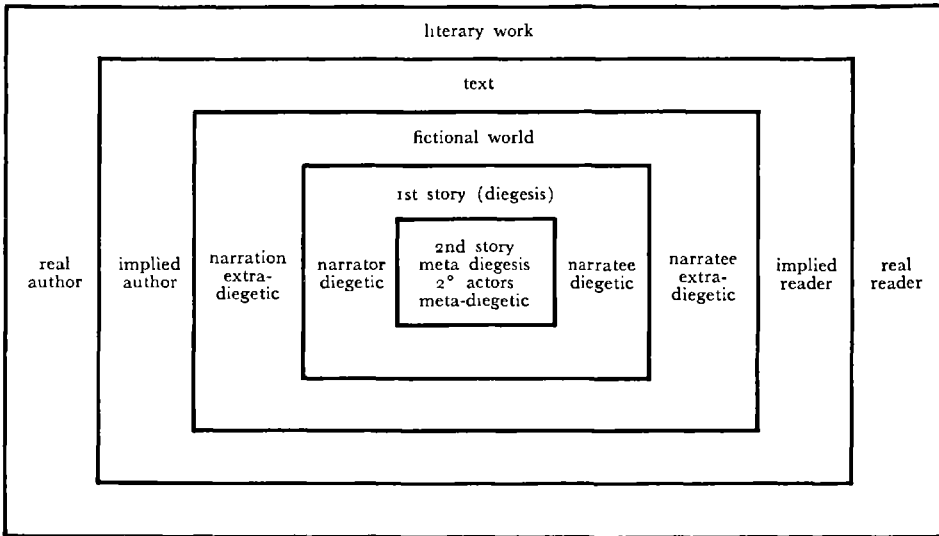 literary work
text
fictional world
1st story (diegesis)
real
author
implied
author
narration
extra-
diegetic
narrator
diegetic
2nd story
meta diegesis
2° actors
meta-diegetic
narratee
diegetic
narratee
extra-
diegetic
implied
reader
real
reader